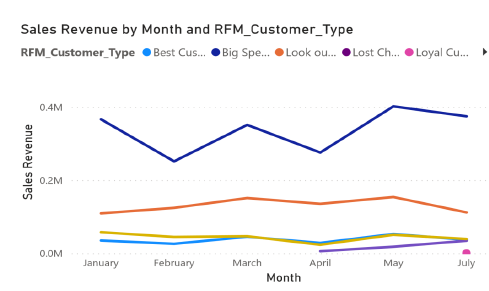 Sales Revenue by Month and RFM_Customer_Type
RFM_Customer_Type Best Cus... Big Spe... Look ou... Lost Ch... Loyal Cu...
0.4M
0.2M
0.0M
Sales Revenue
January February March April May July
Month